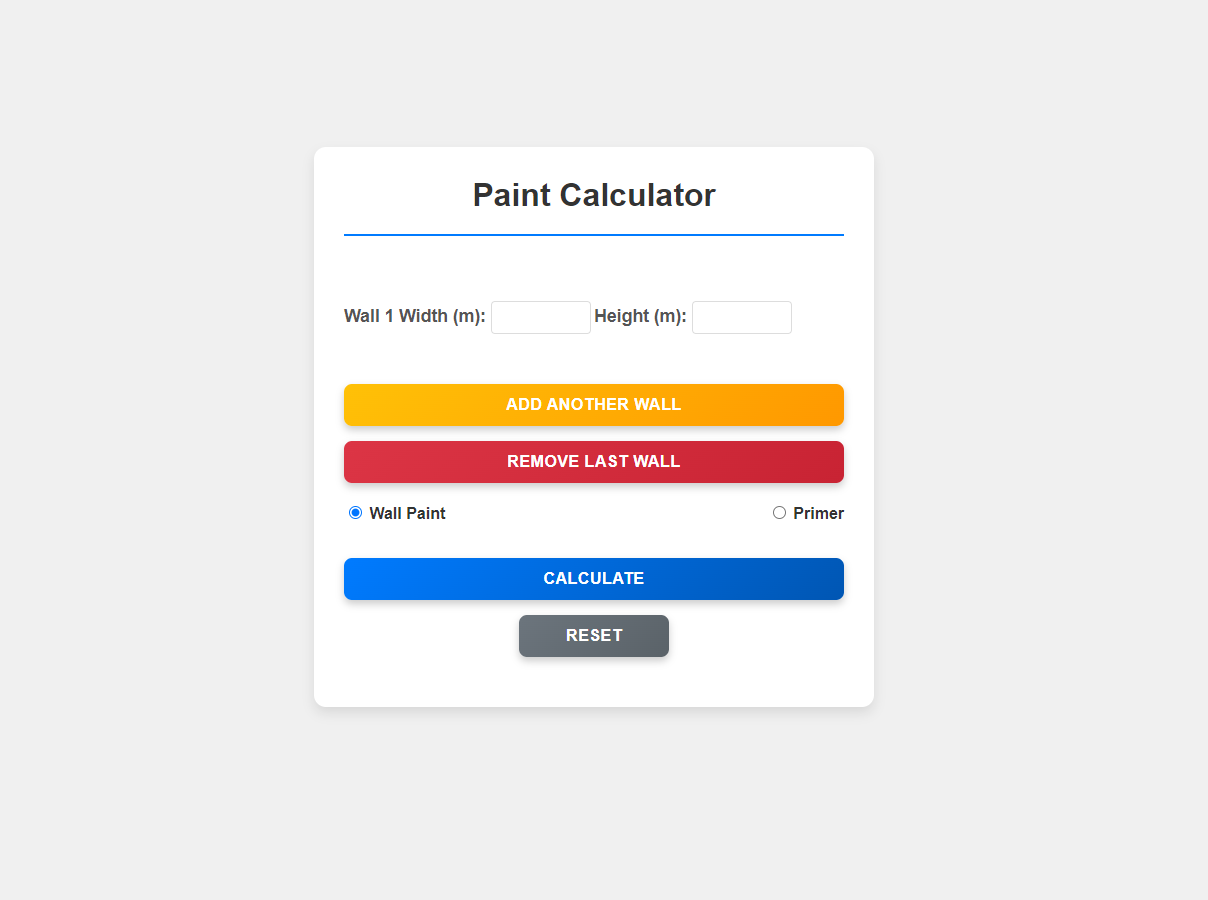 Paint Calculator
Wall 1 Width (m): Height (m):
ADD ANOTHER WALL
REMOVE LAST WALL
Wall Paint Primer
CALCULATE
RESET